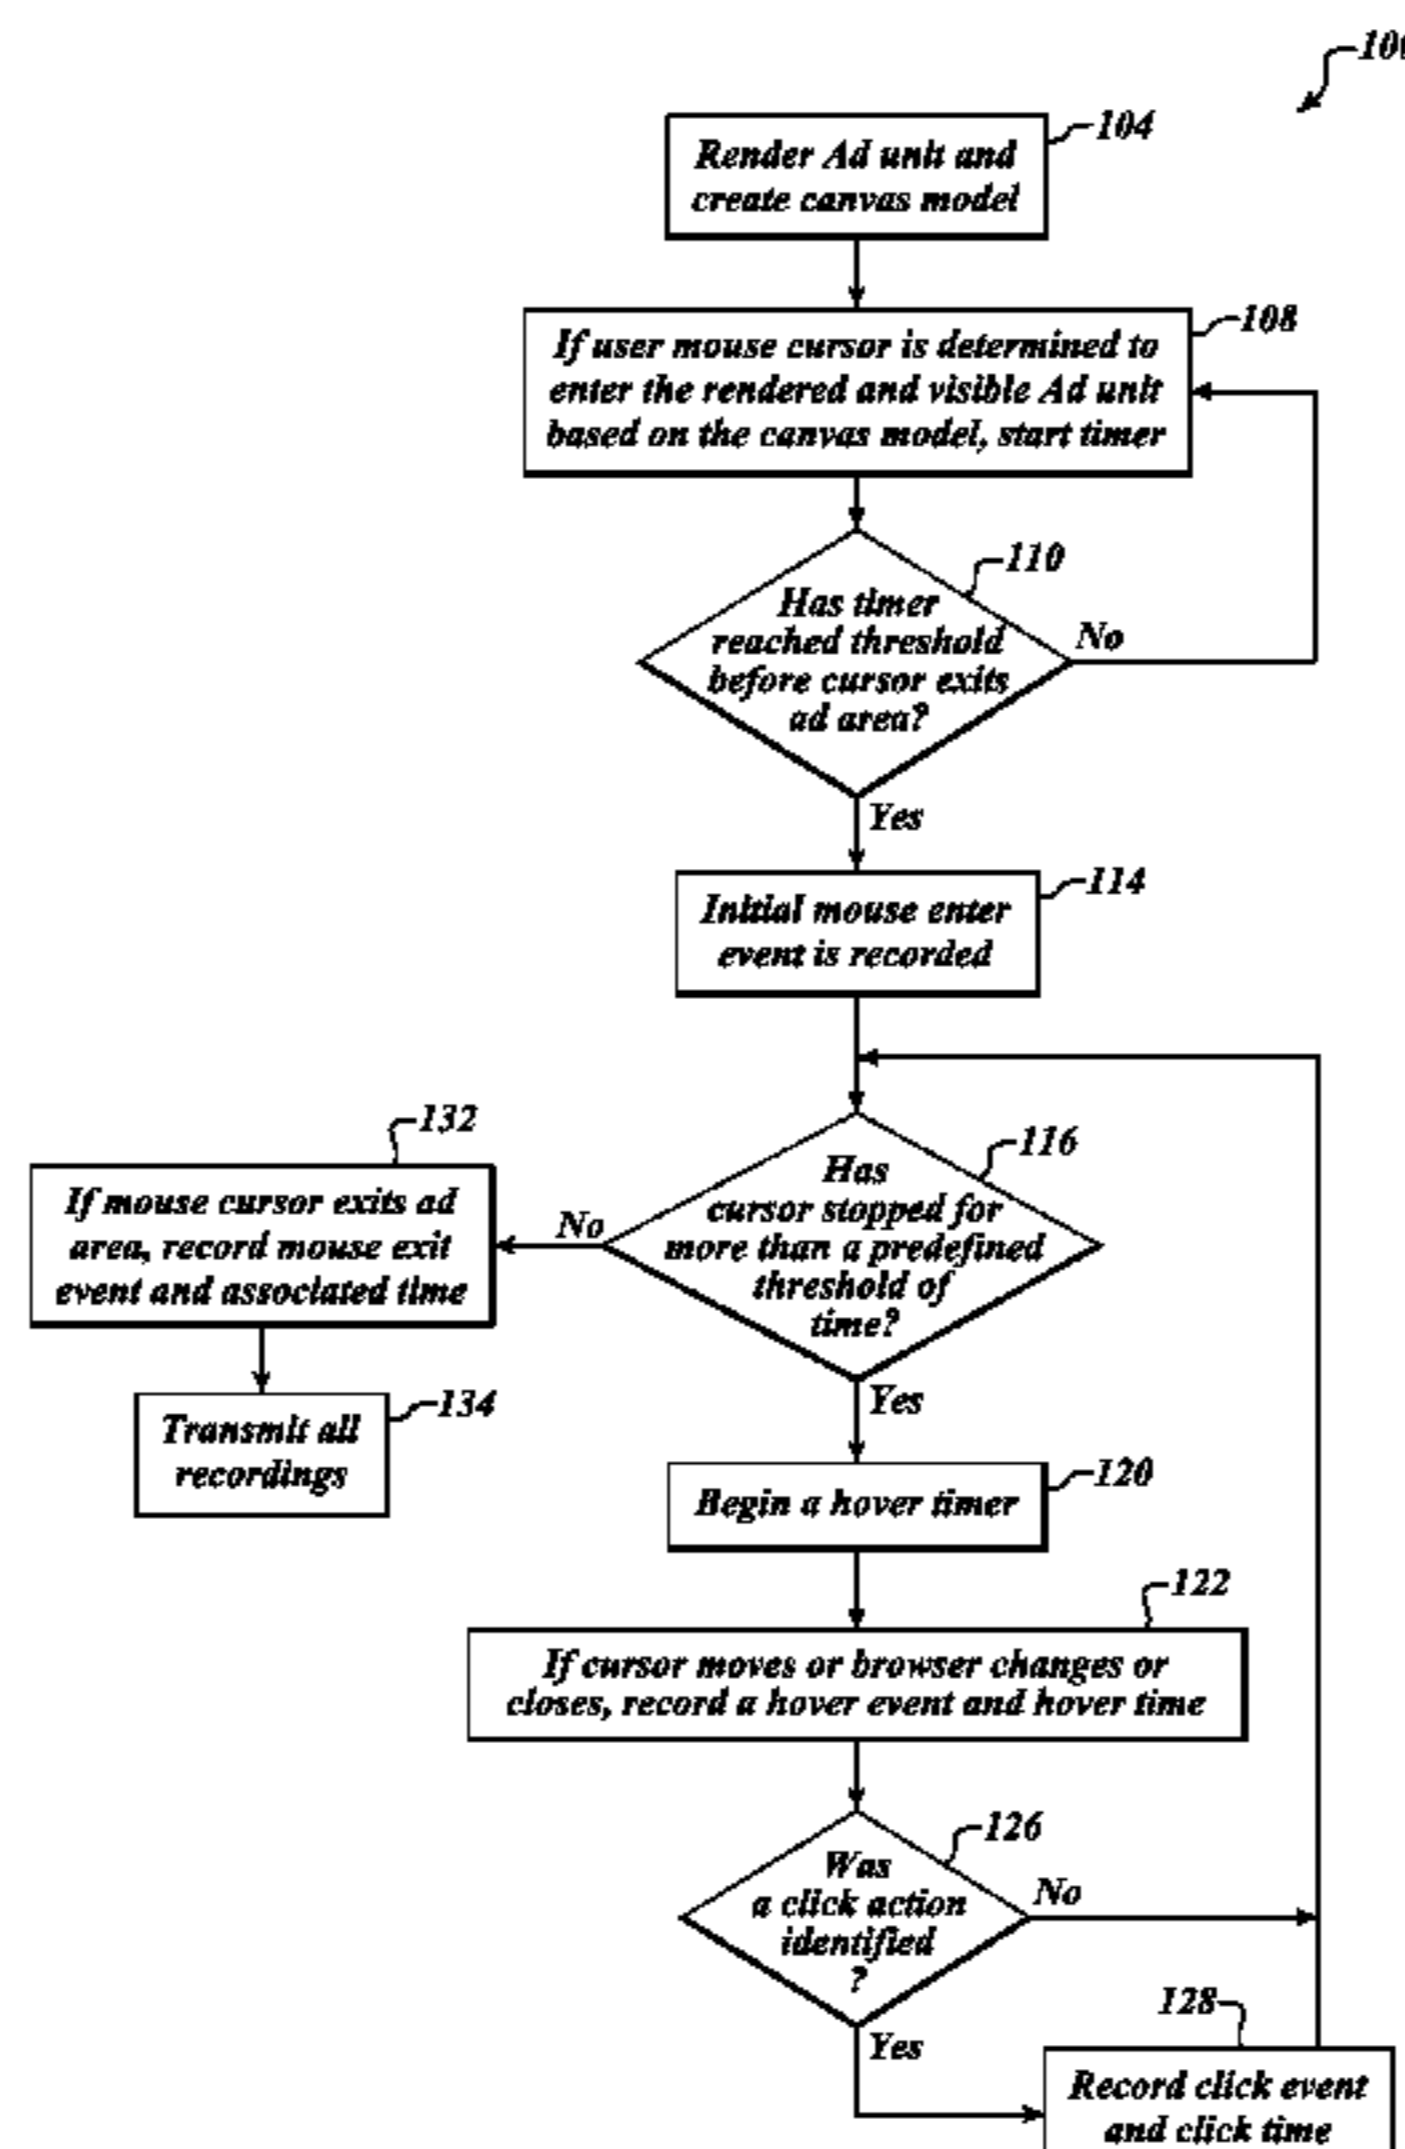 104
Render Ad unit and
create canvas model
108
If user mouse cursor is determined to
enter the rendered and visible Ad unit
based on the canvas model, start timer
110
Has timer
reached threshold
before cursor exits
ad area?
No
Yes
114
Initial mouse enter
event is recorded
132
If mouse cursor exits ad
area, record mouse exit
event and associated time
No
116
Has
cursor stopped for
more than a predefined
threshold of
time?
134
Transmit all
recordings
Yes
120
Begin a hover timer
122
If cursor moves or browser changes or
closes, record a hover event and hover time
126
Was
a click action
identified
?
No
Yes
128
Record click event
and click time